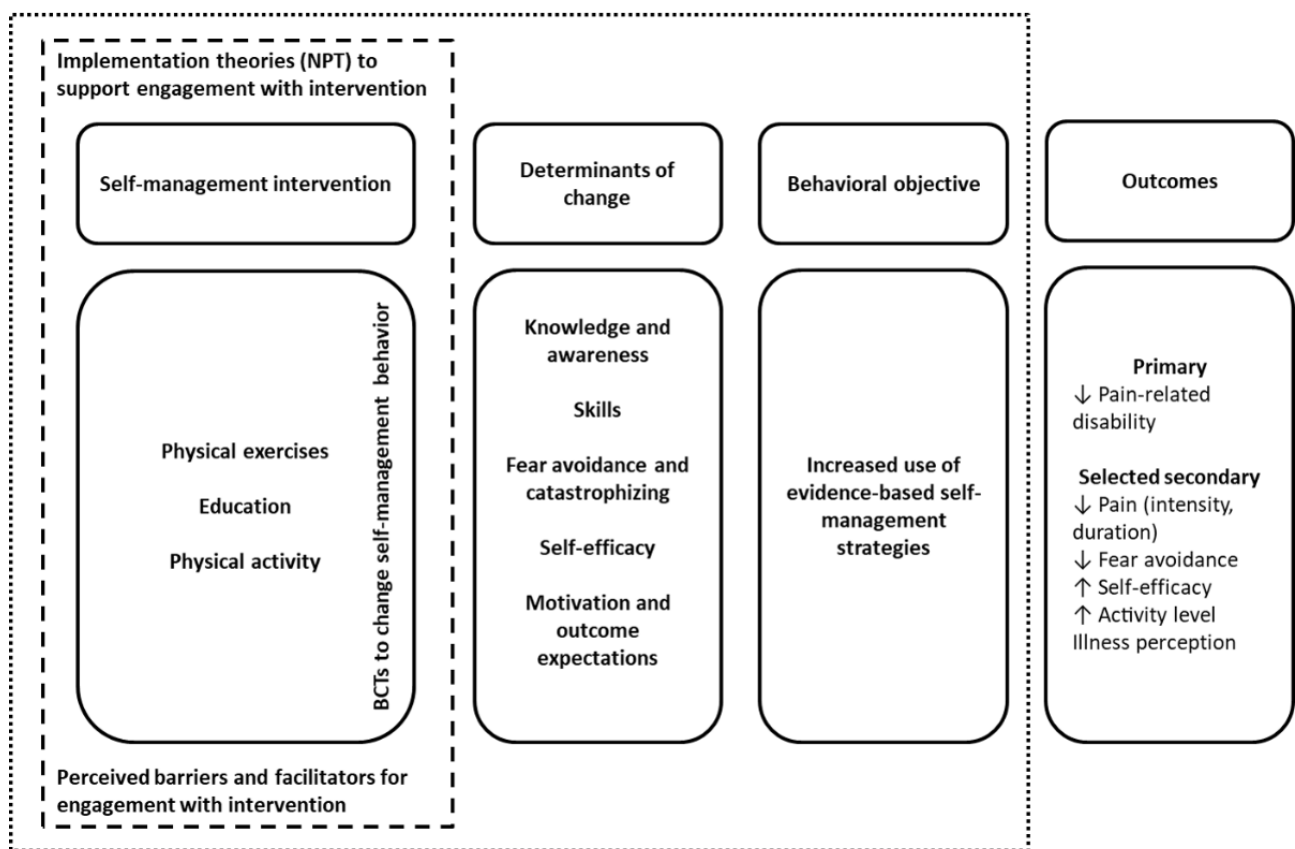 Implementation theories (NPT) to
support engagement with intervention
Self-management intervention
Physical exercises
Education
Physical activity
BCTs to change self-management behavior
Perceived barriers and facilitators for
engagement with intervention
Determinants of
change
Knowledge and
awareness
Skills
Fear avoidance and
catastrophizing
Self-efficacy
Motivation and
outcome
expectations
Behavioral objective
Increased use of
evidence-based self-
management
strategies
Outcomes
Primary
↓ Pain-related
disability
Selected secondary
↓ Pain (intensity,
duration)
↓ Fear avoidance
↑ Self-efficacy
↑ Activity level
Illness perception